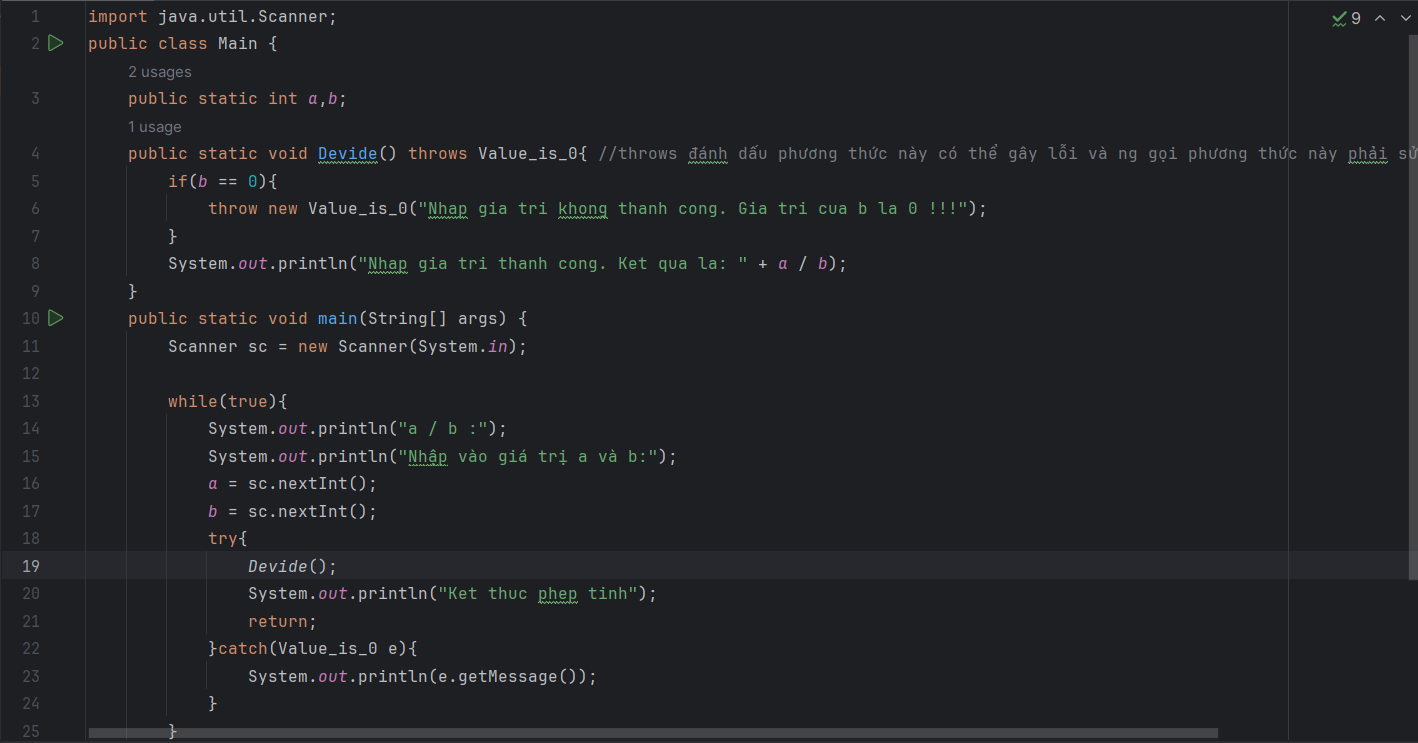 9
1 import java.util.Scanner;
2 public class Main {
2 usages
3 public static int a,b;
1 usage
4 public static void Devide() throws Value_is_0{ //throws đánh dấu phương thức này có thể gây lỗi và ng gọi phương thức này phải sử
5 if(b == 0){
6 throw new Value_is_0("Nhap gia tri khong thanh cong. Gia tri cua b la 0 !!!");
7 }
8 System.out.println("Nhap gia tri thanh cong. Ket qua la: " + a / b);
9 }
10 public static void main(String[] args) {
11 Scanner sc = new Scanner(System.in);
12
13 while(true){
14 System.out.println("a / b :");
15 System.out.println("Nhập vào giá trị a và b:");
16 a = sc.nextInt();
17 b = sc.nextInt();
18 try{
19 Devide();
20 System.out.println("Ket thuc phep tinh");
21 return;
22 }catch(Value_is_0 e){
23 System.out.println(e.getMessage());
24 }
25 }